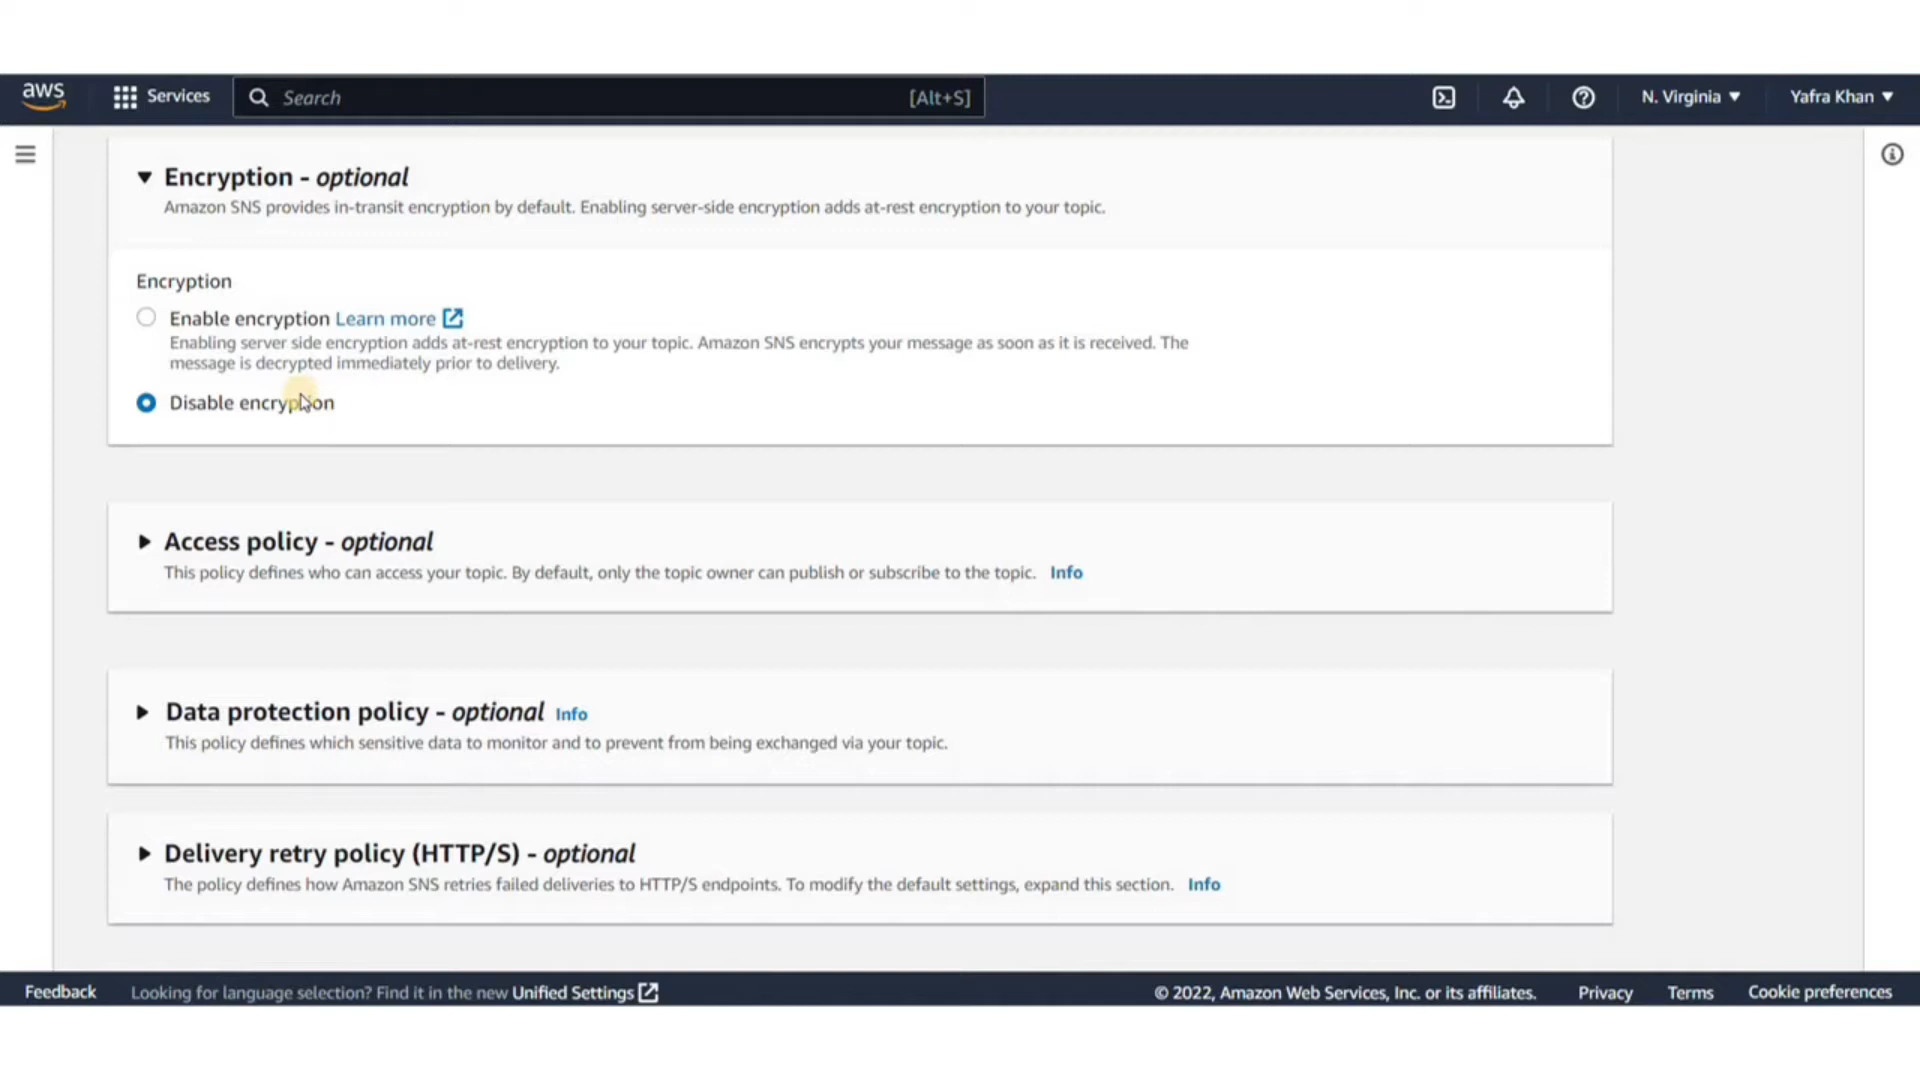 aws
Services
Search
[Alt+S]
N. Virginia
Yafra Khan
Encryption - optional
Amazon SNS provides in-transit encryption by default. Enabling server-side encryption adds at-rest encryption to your topic.
Encryption
Enable encryption Learn more
Enabling server side encryption adds at-rest encryption to your topic. Amazon SNS encrypts your message as soon as it is received. The
message is decrypted immediately prior to delivery.
Disable encryption
Access policy - optional
This policy defines who can access your topic. By default, only the topic owner can publish or subscribe to the topic. Info
Data protection policy - optional Info
This policy defines which sensitive data to monitor and to prevent from being exchanged via your topic.
Delivery retry policy (HTTP/S) - optional
The policy defines how Amazon SNS retries failed deliveries to HTTP/S endpoints. To modify the default settings, expand this section. Info
Feedback
Looking for language selection? Find it in the new Unified Settings
© 2022, Amazon Web Services, Inc. or its affiliates.
Privacy
Terms
Cookie preferences